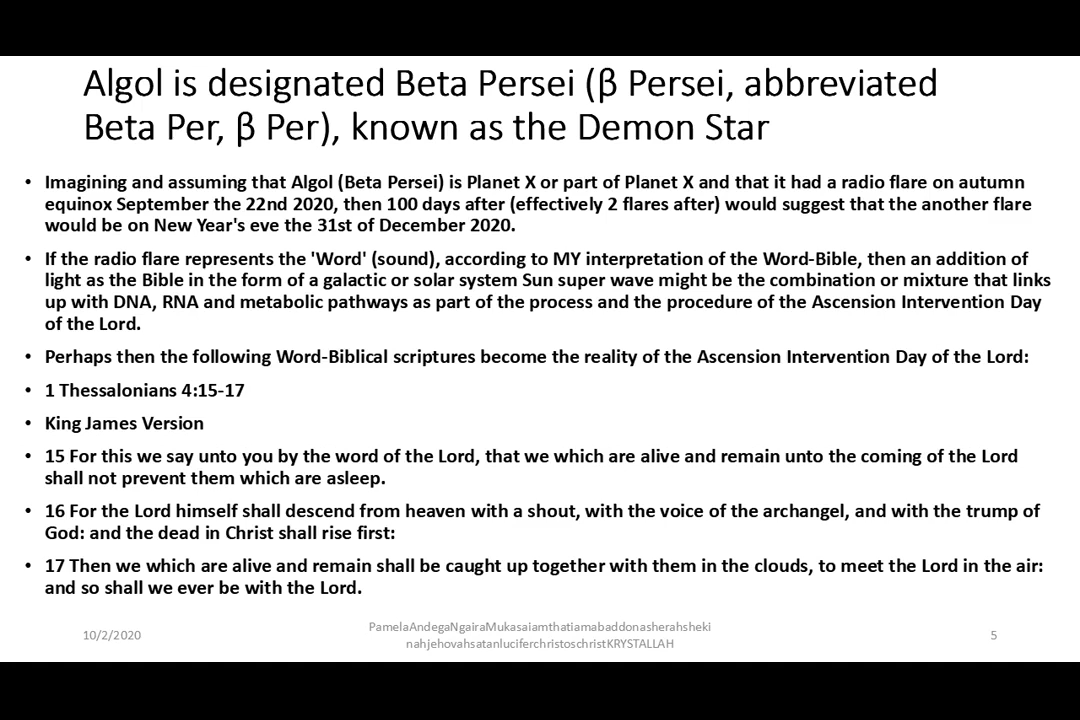 Algol is designated Beta Persei (β Persei, abbreviated
Beta Per, β Per), known as the Demon Star
• Imagining and assuming that Algol (Beta Persei) is Planet X or part of Planet X and that it had a radio flare on autumn
equinox September the 22nd 2020, then 100 days after (effectively 2 flares after) would suggest that the another flare
would be on New Year's eve the 31st of December 2020.
• If the radio flare represents the 'Word' (sound), according to MY interpretation of the Word-Bible, then an addition of
light as the Bible in the form of a galactic or solar system Sun super wave might be the combination or mixture that links
up with DNA, RNA and metabolic pathways as part of the process and the procedure of the Ascension Intervention Day
of the Lord.
• Perhaps then the following Word-Biblical scriptures become the reality of the Ascension Intervention Day of the Lord:
• 1 Thessalonians 4:15-17
• King James Version
• 15 For this we say unto you by the word of the Lord, that we which are alive and remain unto the coming of the Lord
shall not prevent them which are asleep.
• 16 For the Lord himself shall descend from heaven with a shout, with the voice of the archangel, and with the trump of
God: and the dead in Christ shall rise first:
• 17 Then we which are alive and remain shall be caught up together with them in the clouds, to meet the Lord in the air:
and so shall we ever be with the Lord.
10/2/2020
PamelaAndegaNgairaMukasaiamthatiamabaddonasherahsheki
nahjehovahsatanluciferchristoschristKRYSTALLAH
5